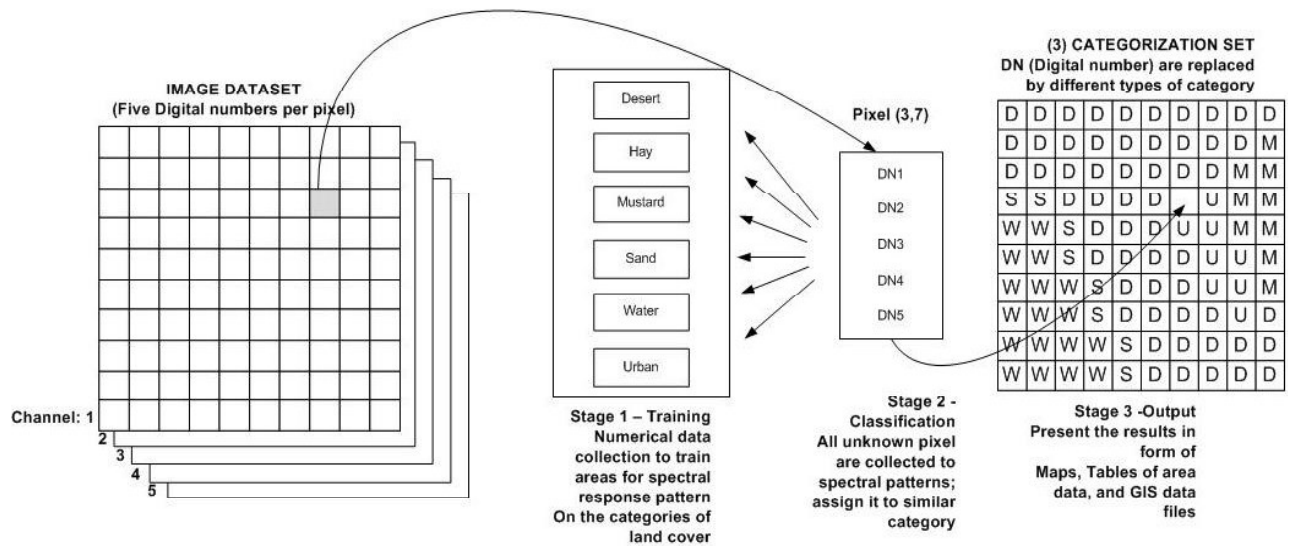 IMAGE DATASET
(Five Digital numbers per pixel)
Channel: 1
2
3
4
5
Desert
Hay
Mustard
Sand
Water
Urban
Stage 1 – Training
Numerical data
collection to train
areas for spectral
response pattern
On the categories of
land cover
Pixel (3,7)
DN1
DN2
DN3
DN4
DN5
Stage 2 -
Classification
All unknown pixel
are collected to
spectral patterns;
assign it to similar
category
(3) CATEGORIZATION SET
DN (Digital number) are replaced
by different types of category
D D D D D D D D D D
D D D D D D D D D M
D D D D D D D D M M
S S D D D D U M M
W W S D D D U U M M
W W S D D D D U U M
W W W S D D D U U M
W W W S D D D D U D
W W W W S D D D D D
W W W W S D D D D D
Stage 3 -Output
Present the results in
form of
Maps, Tables of area
data, and GIS data
files